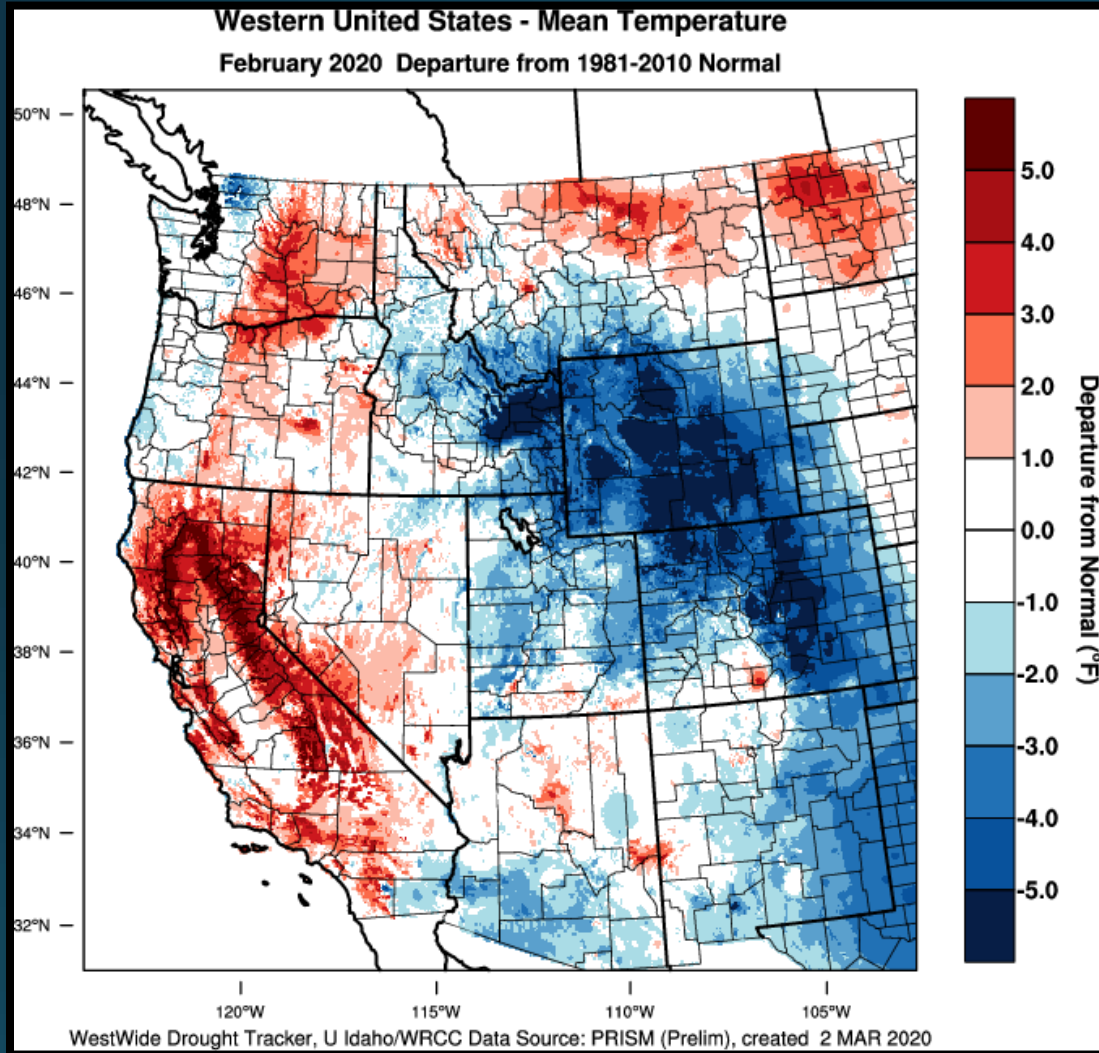 Western United States - Mean Temperature
February 2020  Departure from 1981-2010 Normal
50°N
48°N
46°N
44°N
42°N
40°N
38°N
36°N
34°N
32°N
120°W
115°W
110°W
105°W
5.0
4.0
3.0
2.0
1.0
0.0
-1.0
-2.0
-3.0
-4.0
-5.0
Departure from Normal (°F)
WestWide Drought Tracker, U Idaho/WRCC Data Source: PRISM (Prelim), created  2 MAR 2020